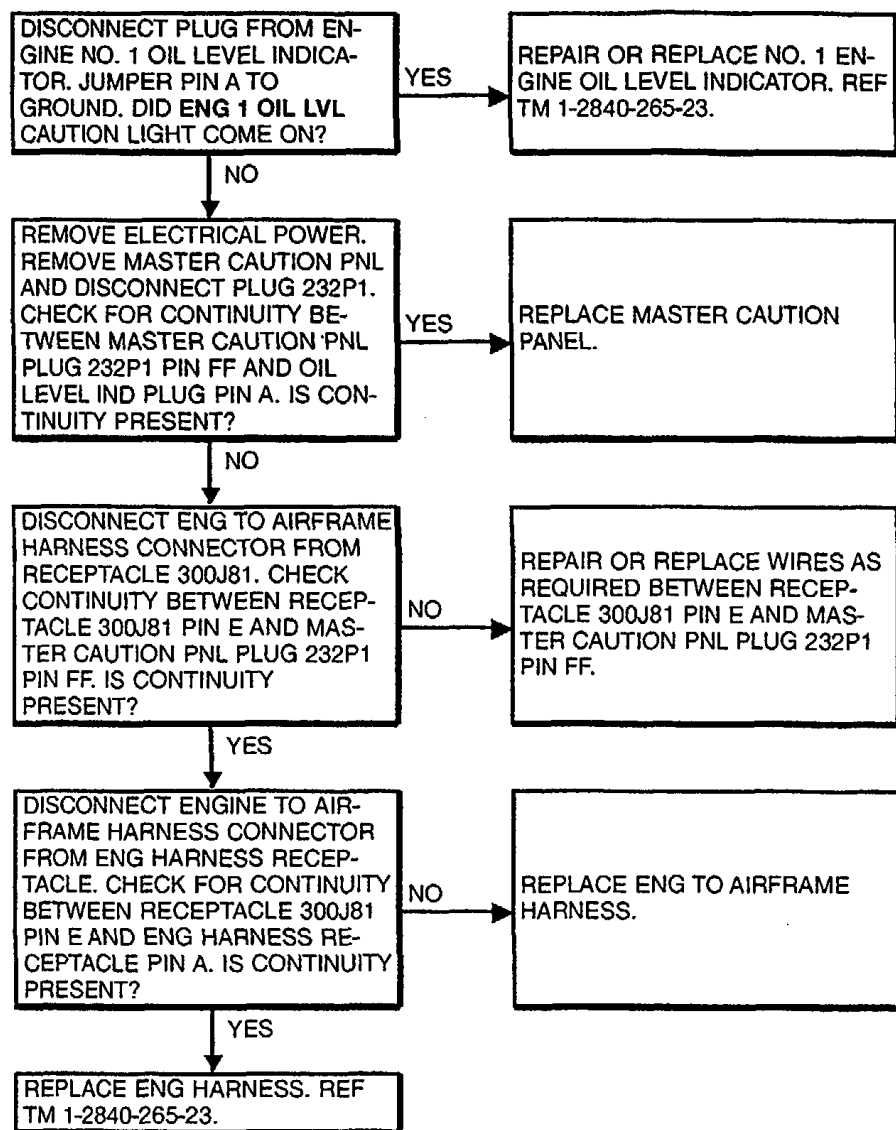 DISCONNECT PLUG FROM EN-
GINE NO. 1 OIL LEVEL INDICA-
TOR. JUMPER PIN A TO
GROUND. DID ENG 1 OIL LVL
CAUTION LIGHT COME ON?
YES
REPAIR OR REPLACE NO. 1 EN-
GINE OIL LEVEL INDICATOR. REF
TM 1-2840-265-23.
NO
REMOVE ELECTRICAL POWER.
REMOVE MASTER CAUTION PNL
AND DISCONNECT PLUG 232P1.
CHECK FOR CONTINUITY BE-
TWEEN MASTER CAUTION PNL
PLUG 232P1 PIN FF AND OIL
LEVEL IND PLUG PIN A. IS CON-
TINUITY PRESENT?
YES
REPLACE MASTER CAUTION
PANEL.
NO
DISCONNECT ENG TO AIRFRAME
HARNESS CONNECTOR FROM
RECEPTACLE 300J81. CHECK
CONTINUITY BETWEEN RECEP-
TACLE 300J81 PIN E AND MAS-
TER CAUTION PNL PLUG 232P1
PIN FF. IS CONTINUITY
PRESENT?
NO
REPAIR OR REPLACE WIRES AS
REQUIRED BETWEEN RECEP-
TACLE 300J81 PIN E AND MAS-
TER CAUTION PNL PLUG 232P1
PIN FF.
YES
DISCONNECT ENGINE TO AIR-
FRAME HARNESS CONNECTOR
FROM ENG HARNESS RECEP-
TACLE. CHECK FOR CONTINUITY
BETWEEN RECEPTACLE 300J81
PIN E AND ENG HARNESS RE-
CEPTACLE PIN A. IS CONTINUITY
PRESENT?
NO
REPLACE ENG TO AIRFRAME
HARNESS.
YES
REPLACE ENG HARNESS. REF
TM 1-2840-265-23.